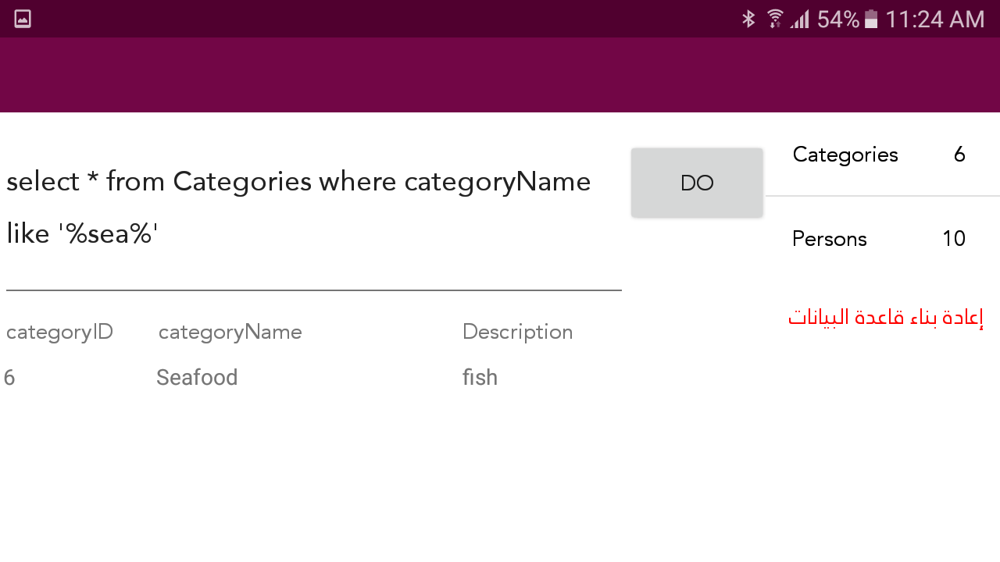 54% 11:24 AM
select * from Categories where categoryName
like '%sea%'
DO
Categories 6
Persons 10
إعادة بناء قاعدة البيانات
categoryID categoryName Description
6 Seafood fish